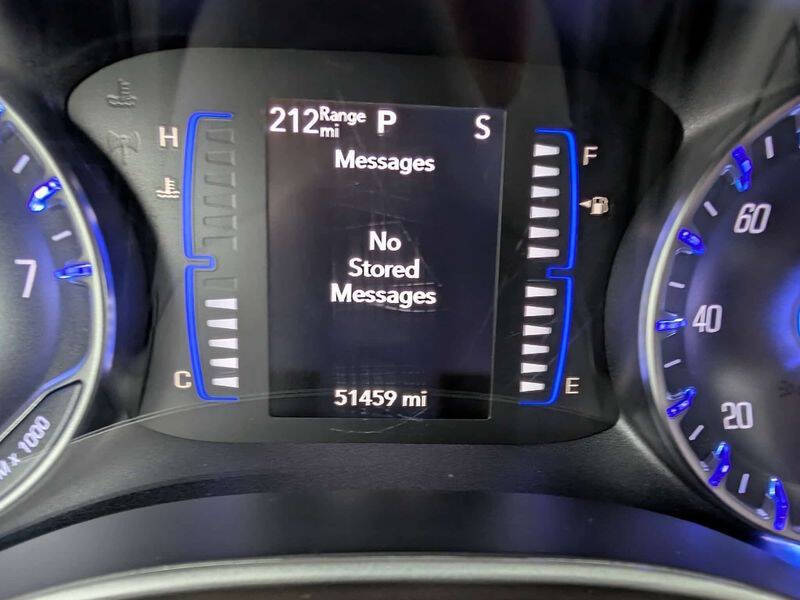 212 Range mi P S
Messages
No
Stored
Messages
51459 mi
H
C
F
E
7
x 1000
60
40
20